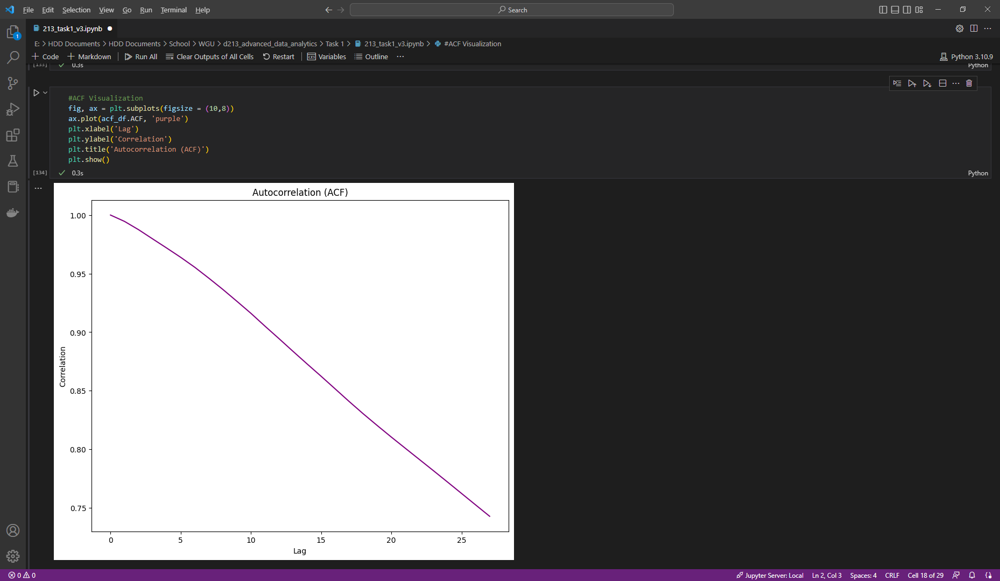 File Edit Selection View Go Run Terminal Help
Search
213_task1_v3.ipynb
1
E: > HDD Documents > HDD Documents > School > WGU > d213_advanced_data_analytics > Task 1 > 213_task1_v3.ipynb > #ACF Visualization
Code Markdown Run All Clear Outputs of All Cells Restart Variables Outline ... Python 3.10.9
[133] 0.3s Python
#ACF Visualization
fig, ax = plt.subplots(figsize = (10,8))
ax.plot(acf_df.ACF, 'purple')
plt.xlabel('Lag')
plt.ylabel('Correlation')
plt.title('Autocorrelation (ACF)')
plt.show()
[134] 0.3s Python
Autocorrelation (ACF)
1.00
0.95
0.90
0.85
0.80
0.75
Correlation
0 5 10 15 20 25
Lag
0 0 Jupyter Server: Local Ln 2, Col 3 Spaces: 4 CRLF Cell 18 of 29